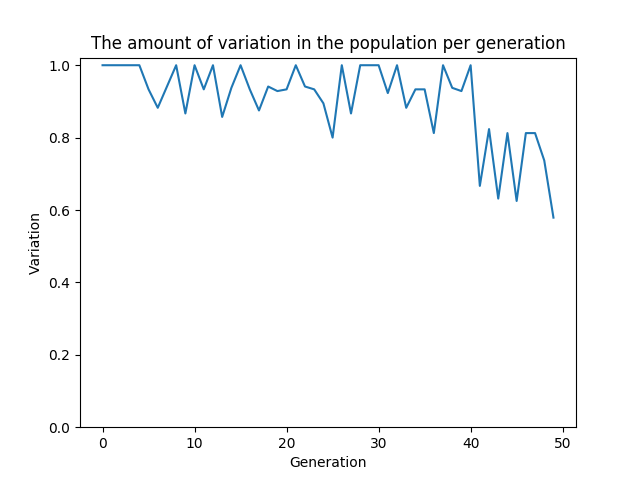 The amount of variation in the population per generation
1.0
0.8
0.6
0.4
0.2
0.0
Variation
0 10 20 30 40 50
Generation